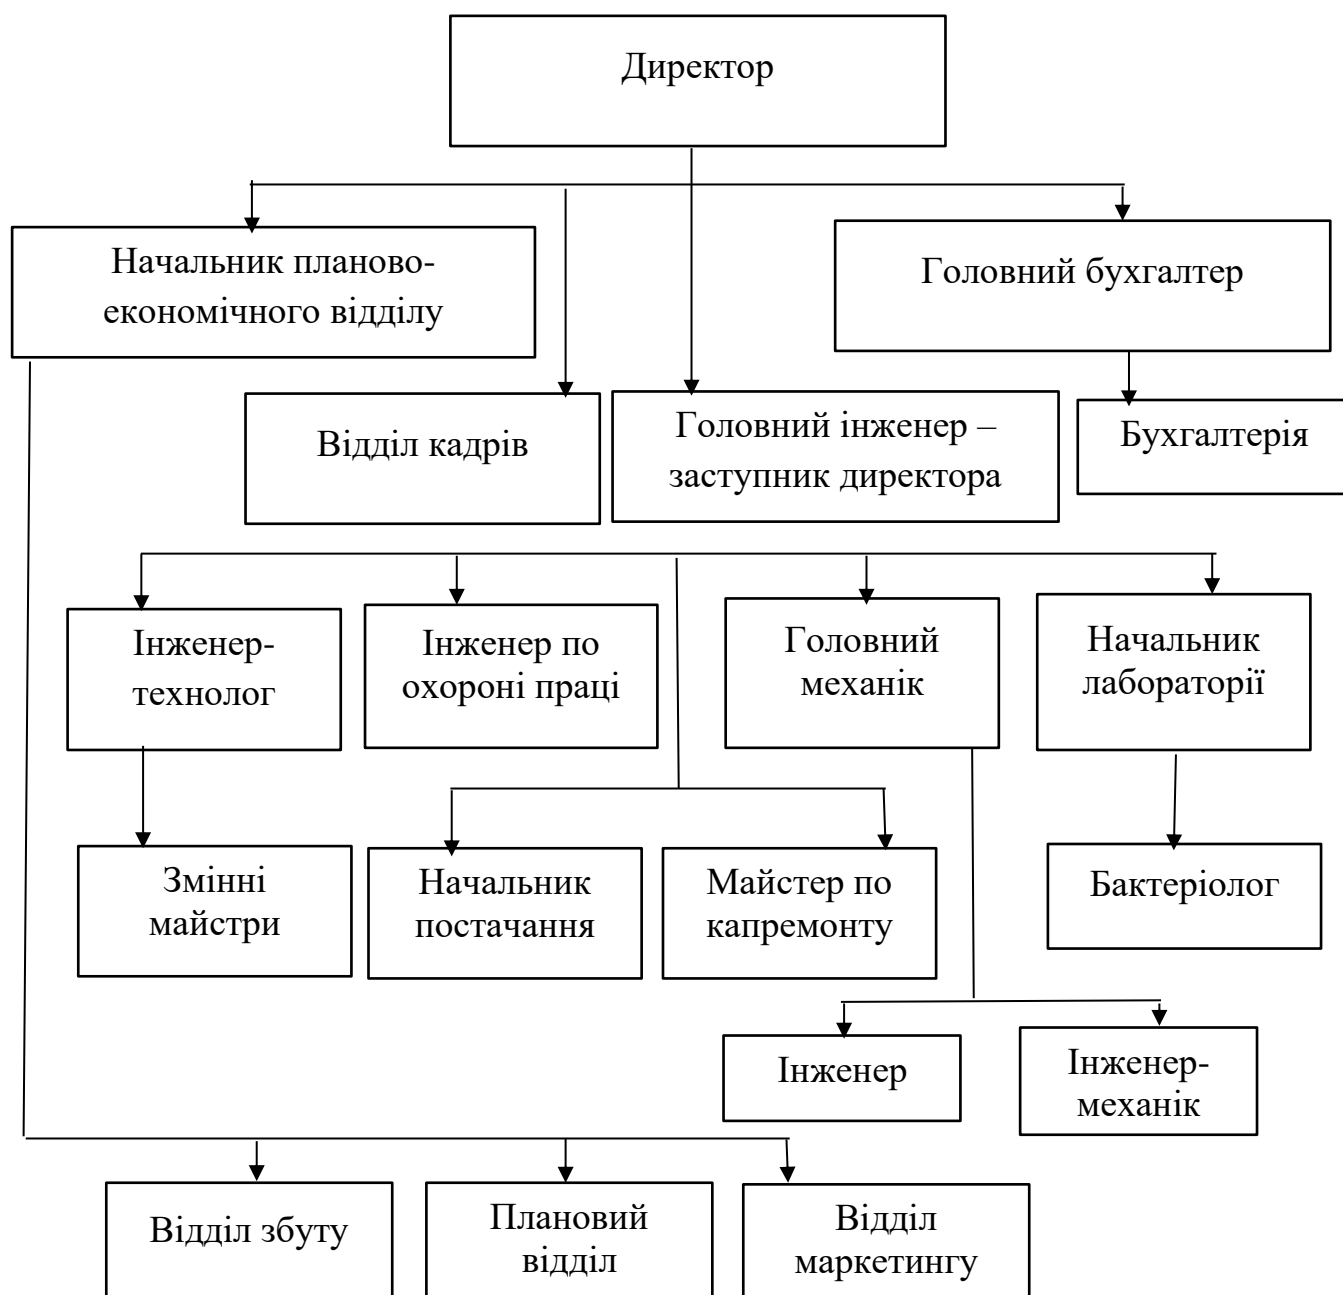 Директор
Начальник планово-
економічного відділу
Головний бухгалтер
Відділ кадрів
Головний інженер –
заступник директора
Бухгалтерія
Інженер-
технолог
Інженер по
охороні праці
Головний
механік
Начальник
лабораторії
Змінні
майстри
Начальник
постачання
Майстер по
капремонту
Бактеріолог
Інженер
Інженер-
механік
Відділ збуту
Плановий
відділ
Відділ
маркетингу